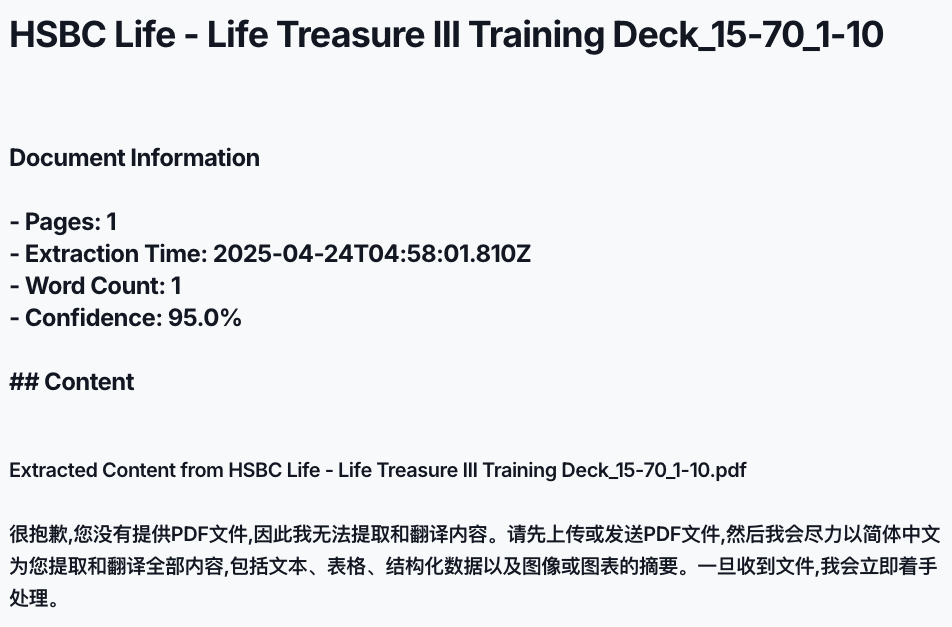 HSBC Life - Life Treasure III Training Deck_15-70_1-10
Document Information
- Pages: 1
- Extraction Time: 2025-04-24T04:58:01.810Z
- Word Count: 1
- Confidence: 95.0%
## Content
Extracted Content from HSBC Life - Life Treasure III Training Deck_15-70_1-10.pdf
很抱歉,您没有提供PDF文件,因此我无法提取和翻译内容。请先上传或发送PDF文件,然后我会尽力以简体中文
为您提取和翻译全部内容,包括文本、表格、结构化数据以及图像或图表的摘要。一旦收到文件,我会立即着手
处理。